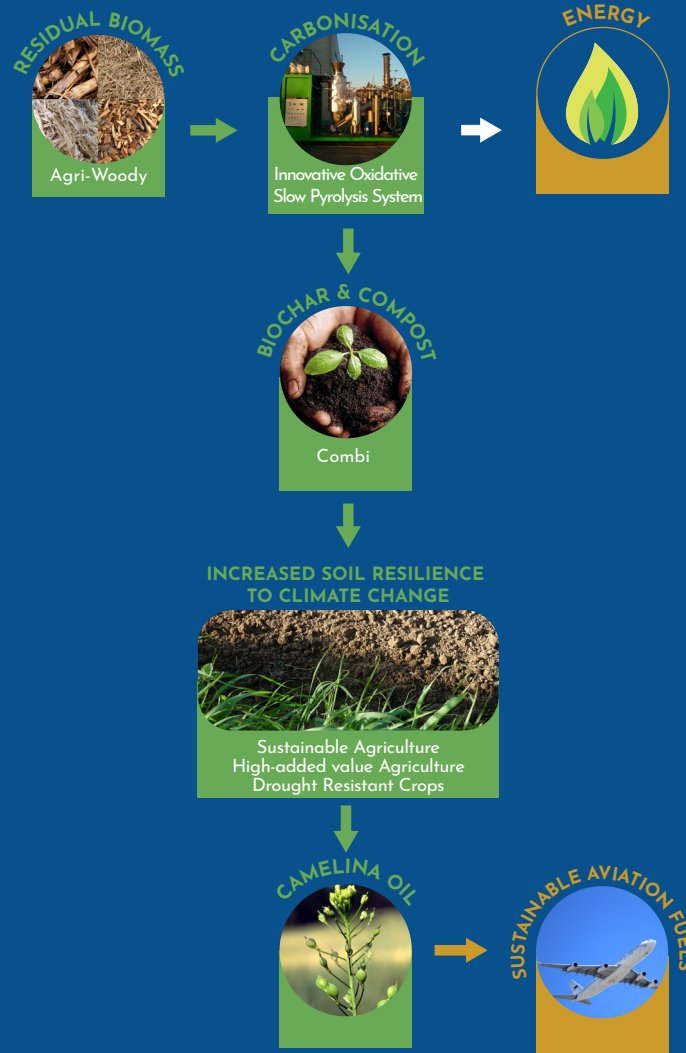 RESIDUAL BIOMASS
Agri-Woody
CARBONISATION
Innovative Oxidative
Slow Pyrolysis System
ENERGY
BIOCHAR & COMPOST
Combi
INCREASED SOIL RESILIENCE
TO CLIMATE CHANGE
Sustainable Agriculture
High-added value Agriculture
Drought Resistant Crops
CAMELINA OIL
SUSTAINABLE AVIATION FUELS